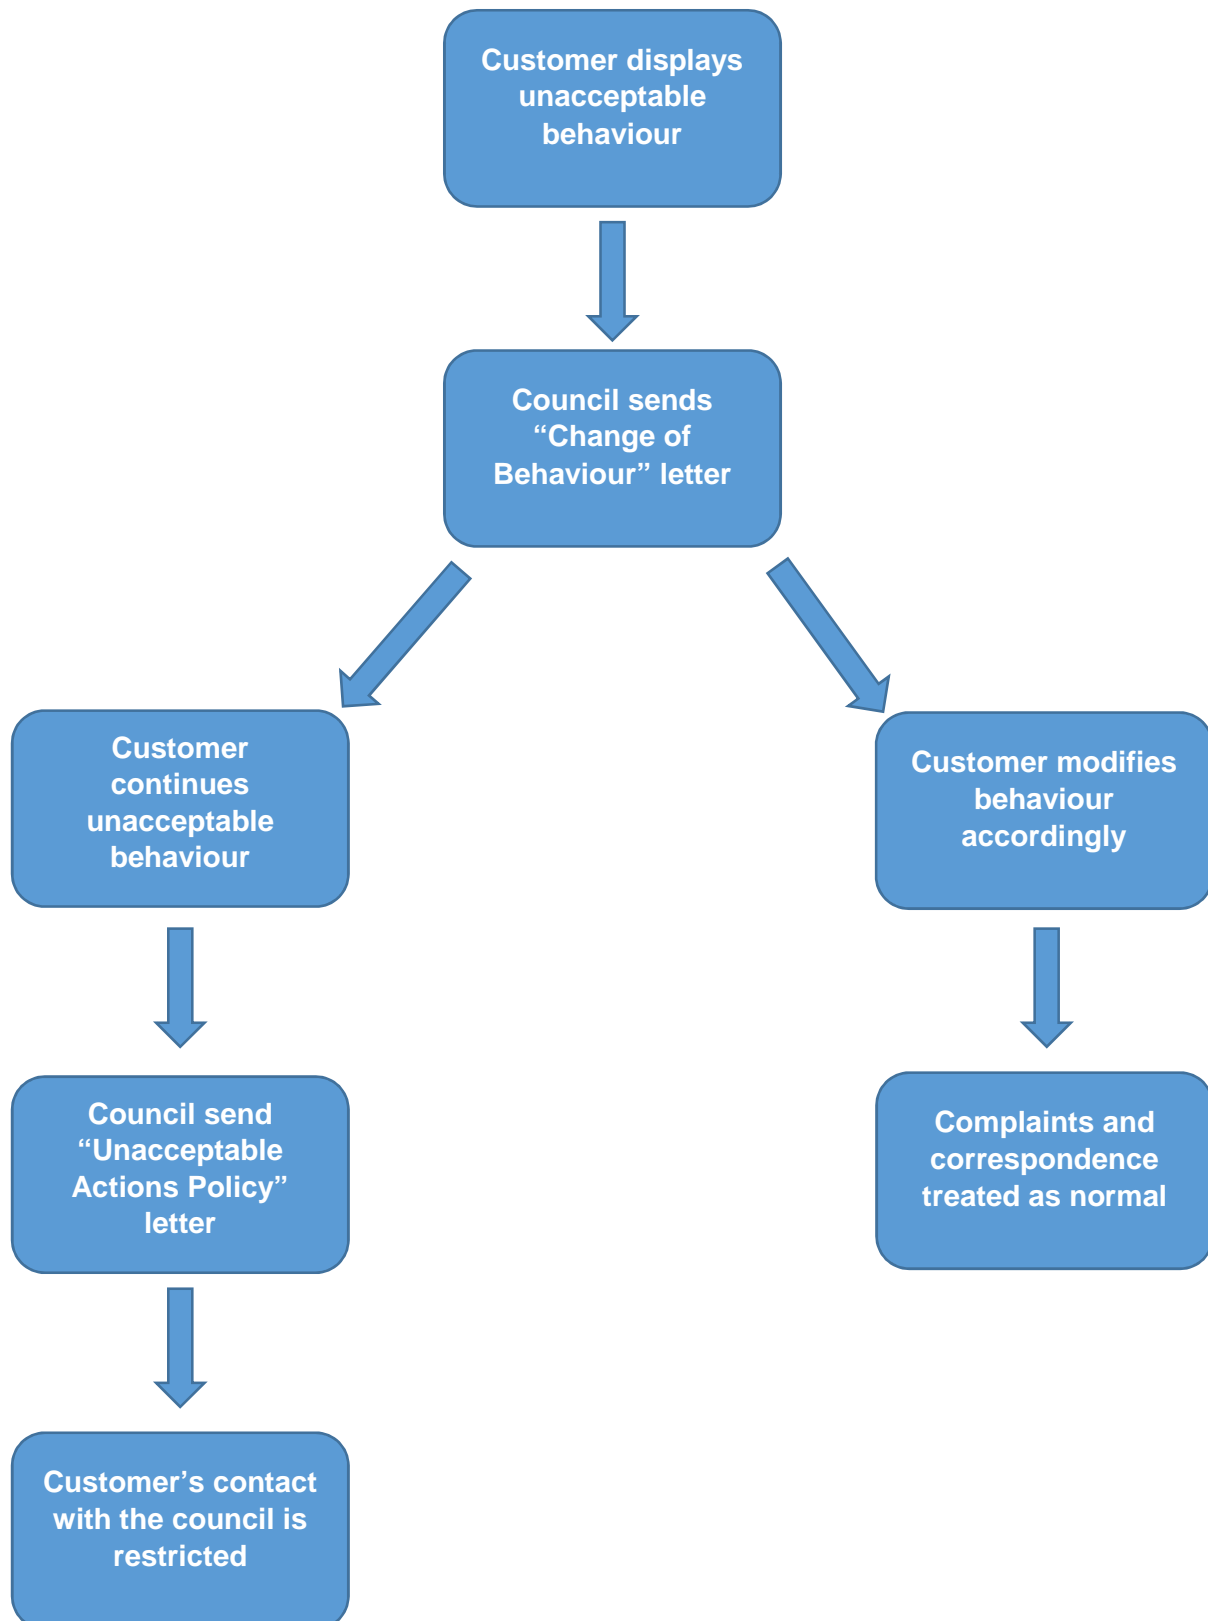 Customer displays
unacceptable
behaviour
Council sends
“Change of
Behaviour” letter
Customer
continues
unacceptable
behaviour
Customer modifies
behaviour
accordingly
Council send
“Unacceptable
Actions Policy”
letter
Complaints and
correspondence
treated as normal
Customer’s contact
with the council is
restricted